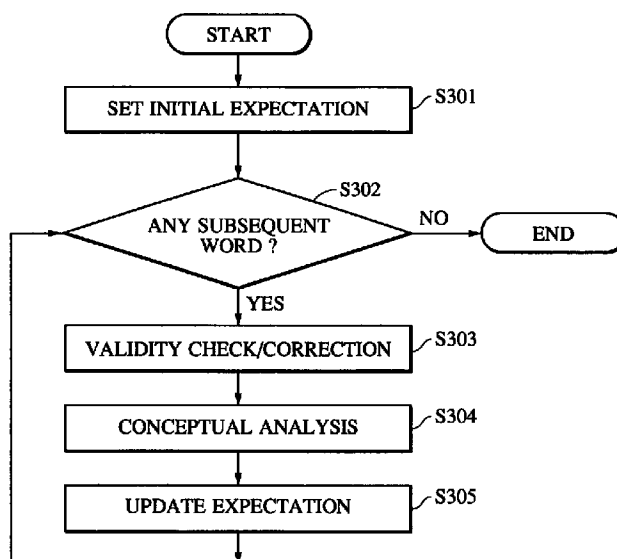 START
SET INITIAL EXPECTATION
S301
S302
ANY SUBSEQUENT
WORD ?
NO
END
YES
VALIDITY CHECK/CORRECTION
S303
CONCEPTUAL ANALYSIS
S304
UPDATE EXPECTATION
S305